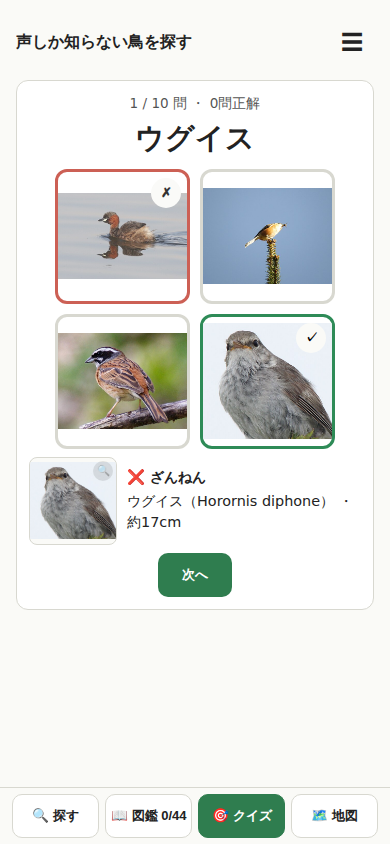 声しか知らない鳥を探す
☰
1 / 10 問 ・ 0問正解
ウグイス
✗
✓
🔍
❌ ざんねん
ウグイス（Horornis diphone） ・
約17cm
次へ
🔍 探す
📖 図鑑 0/44
🎯 クイズ
🗺️ 地図